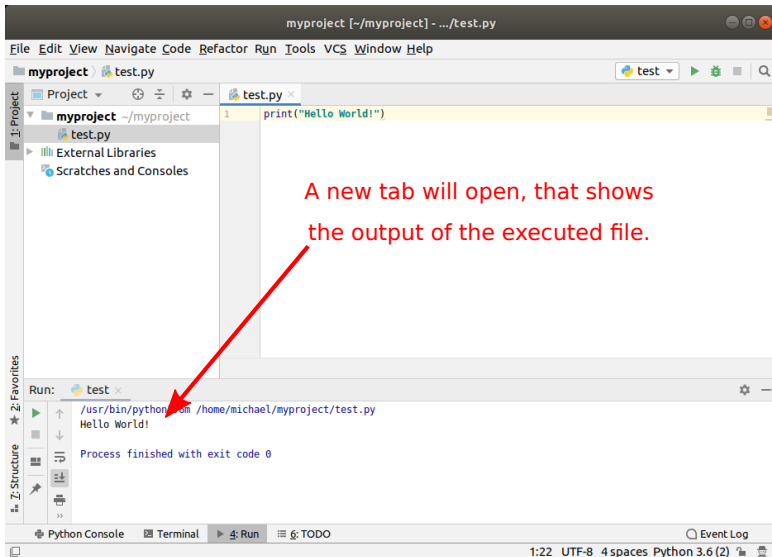 myproject [~/myproject] - .../test.py
File Edit View Navigate Code Refactor Run Tools VCS Window Help
myproject test.py test
1: Project
Project
test.py
myproject ~/myproject
test.py
External Libraries
Scratches and Consoles
1 print("Hello World!")
A new tab will open, that shows
the output of the executed file.
2: Favorites
7: Structure
Run: test
/usr/bin/python /home/michael/myproject/test.py
Hello World!
Process finished with exit code 0
Python Console Terminal 4: Run 6: TODO Event Log
1:22 UTF-8 4 spaces Python 3.6 (2)